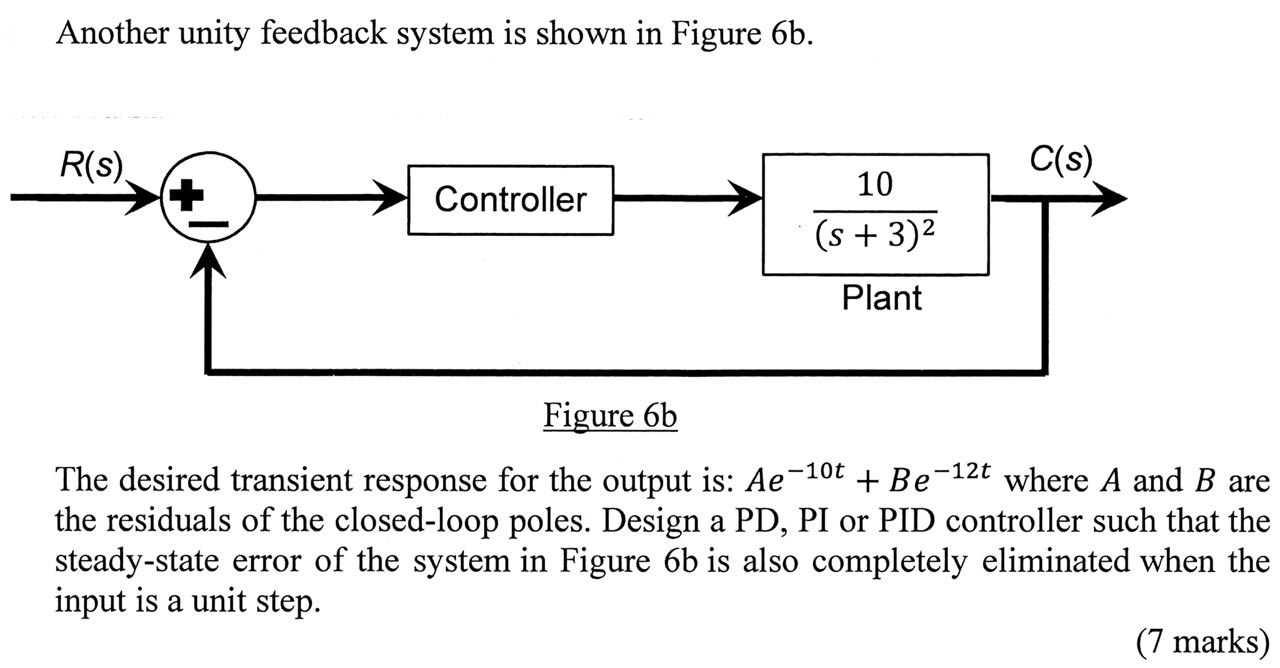 Another unity feedback system is shown in Figure 6b.
R(s)
C(s)
+
−
Controller
10
(s + 3)²
Plant
Figure 6b
The desired transient response for the output is: Ae⁻¹⁰ᵗ + Be⁻¹²ᵗ where A and B are
the residuals of the closed-loop poles. Design a PD, PI or PID controller such that the
steady-state error of the system in Figure 6b is also completely eliminated when the
input is a unit step.
(7 marks)